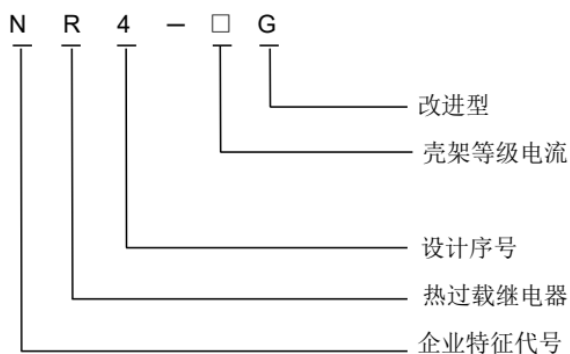 N R 4 - □ G
改进型
壳架等级电流
设计序号
热过载继电器
企业特征代号